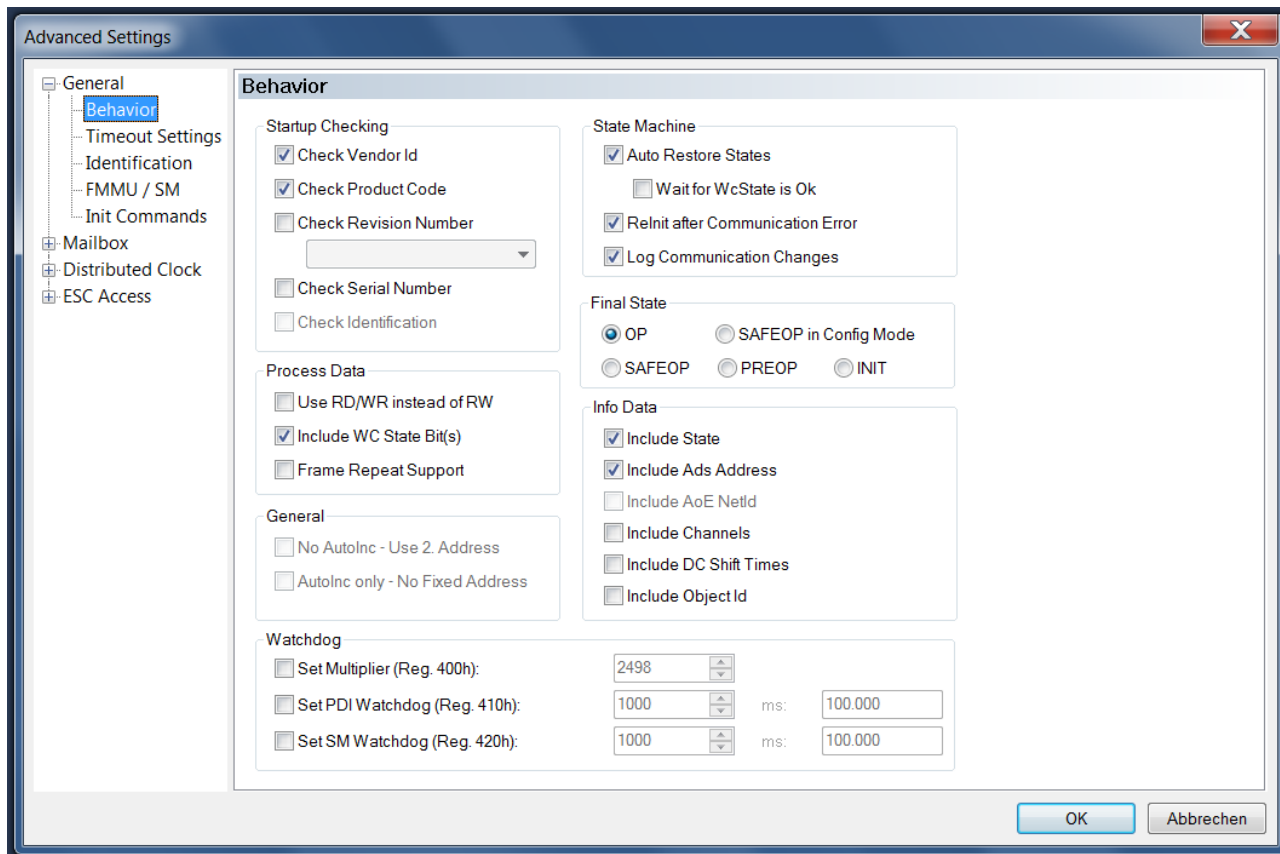 Advanced Settings
X
General
Behavior
Timeout Settings
Identification
FMMU / SM
Init Commands
Mailbox
Distributed Clock
ESC Access
Behavior
Startup Checking
Check Vendor Id
Check Product Code
Check Revision Number
Check Serial Number
Check Identification
Process Data
Use RD/WR instead of RW
Include WC State Bit(s)
Frame Repeat Support
General
No AutoInc - Use 2. Address
AutoInc only - No Fixed Address
State Machine
Auto Restore States
Wait for WcState is Ok
ReInit after Communication Error
Log Communication Changes
Final State
OP SAFEOP in Config Mode
SAFEOP PREOP INIT
Info Data
Include State
Include Ads Address
Include AoE NetId
Include Channels
Include DC Shift Times
Include Object Id
Watchdog
Set Multiplier (Reg. 400h): 2498
Set PDI Watchdog (Reg. 410h): 1000 ms: 100.000
Set SM Watchdog (Reg. 420h): 1000 ms: 100.000
OK Abbrechen